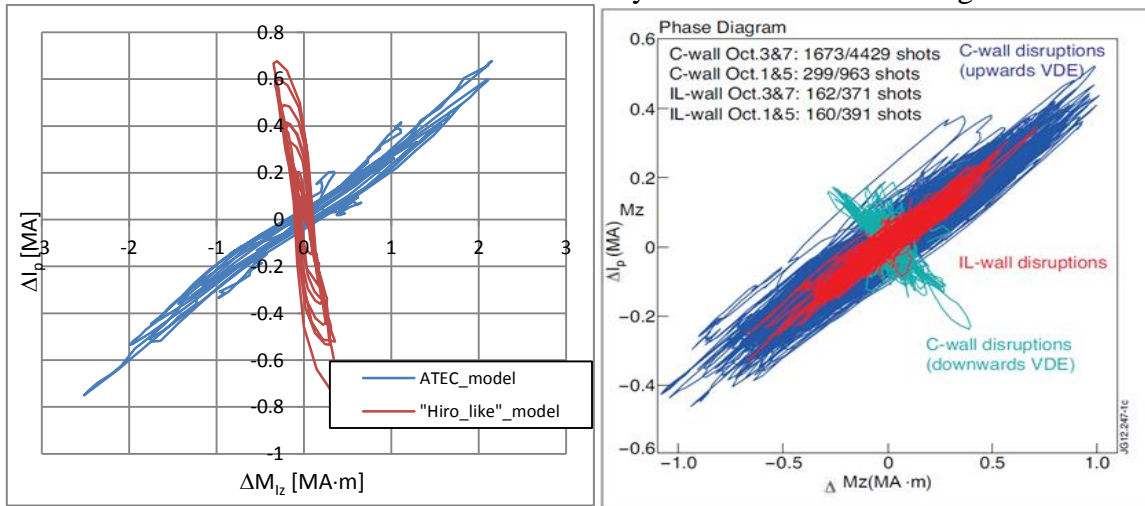 0.8
0.6
0.4
0.2
0
-0.2
-0.4
-0.6
-0.8
-1
-3
-2
-1
0
1
2
3
ΔIp [MA]
ΔMIz [MA·m]
ATEC_model
"Hiro_like"_model
Phase Diagram
C-wall Oct.3&7: 1673/4429 shots
C-wall Oct.1&5: 299/963 shots
IL-wall Oct.3&7: 162/371 shots
IL-wall Oct.1&5: 160/391 shots
C-wall disruptions
(upwards VDE)
IL-wall disruptions
C-wall disruptions
(downwards VDE)
0.6
0.4
0.2
Mz
0
-0.2
-0.4
-0.6
ΔIp (MA)
-1.0
-0.5
0
0.5
1.0
Δ Mz(MA·m)
JG12.247-1c